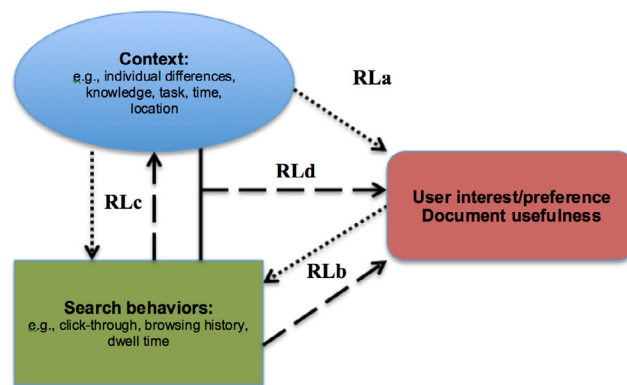 Context:
e.g., individual differences,
knowledge, task, time,
location
RLa
RLd
RLc
User interest/preference
Document usefulness
RLb
Search behaviors:
e.g., click-through, browsing history,
dwell time